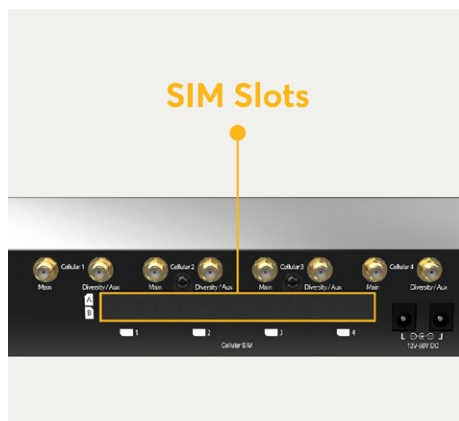 SIM Slots
Cellular 1 Cellular 2 Cellular 3 Cellular 4
Main Diversity / Aux Main Diversity / Aux Main Diversity / Aux Main Diversity / Aux
A
B
1 2 3 4
Cellular SIM
12V-56V DC